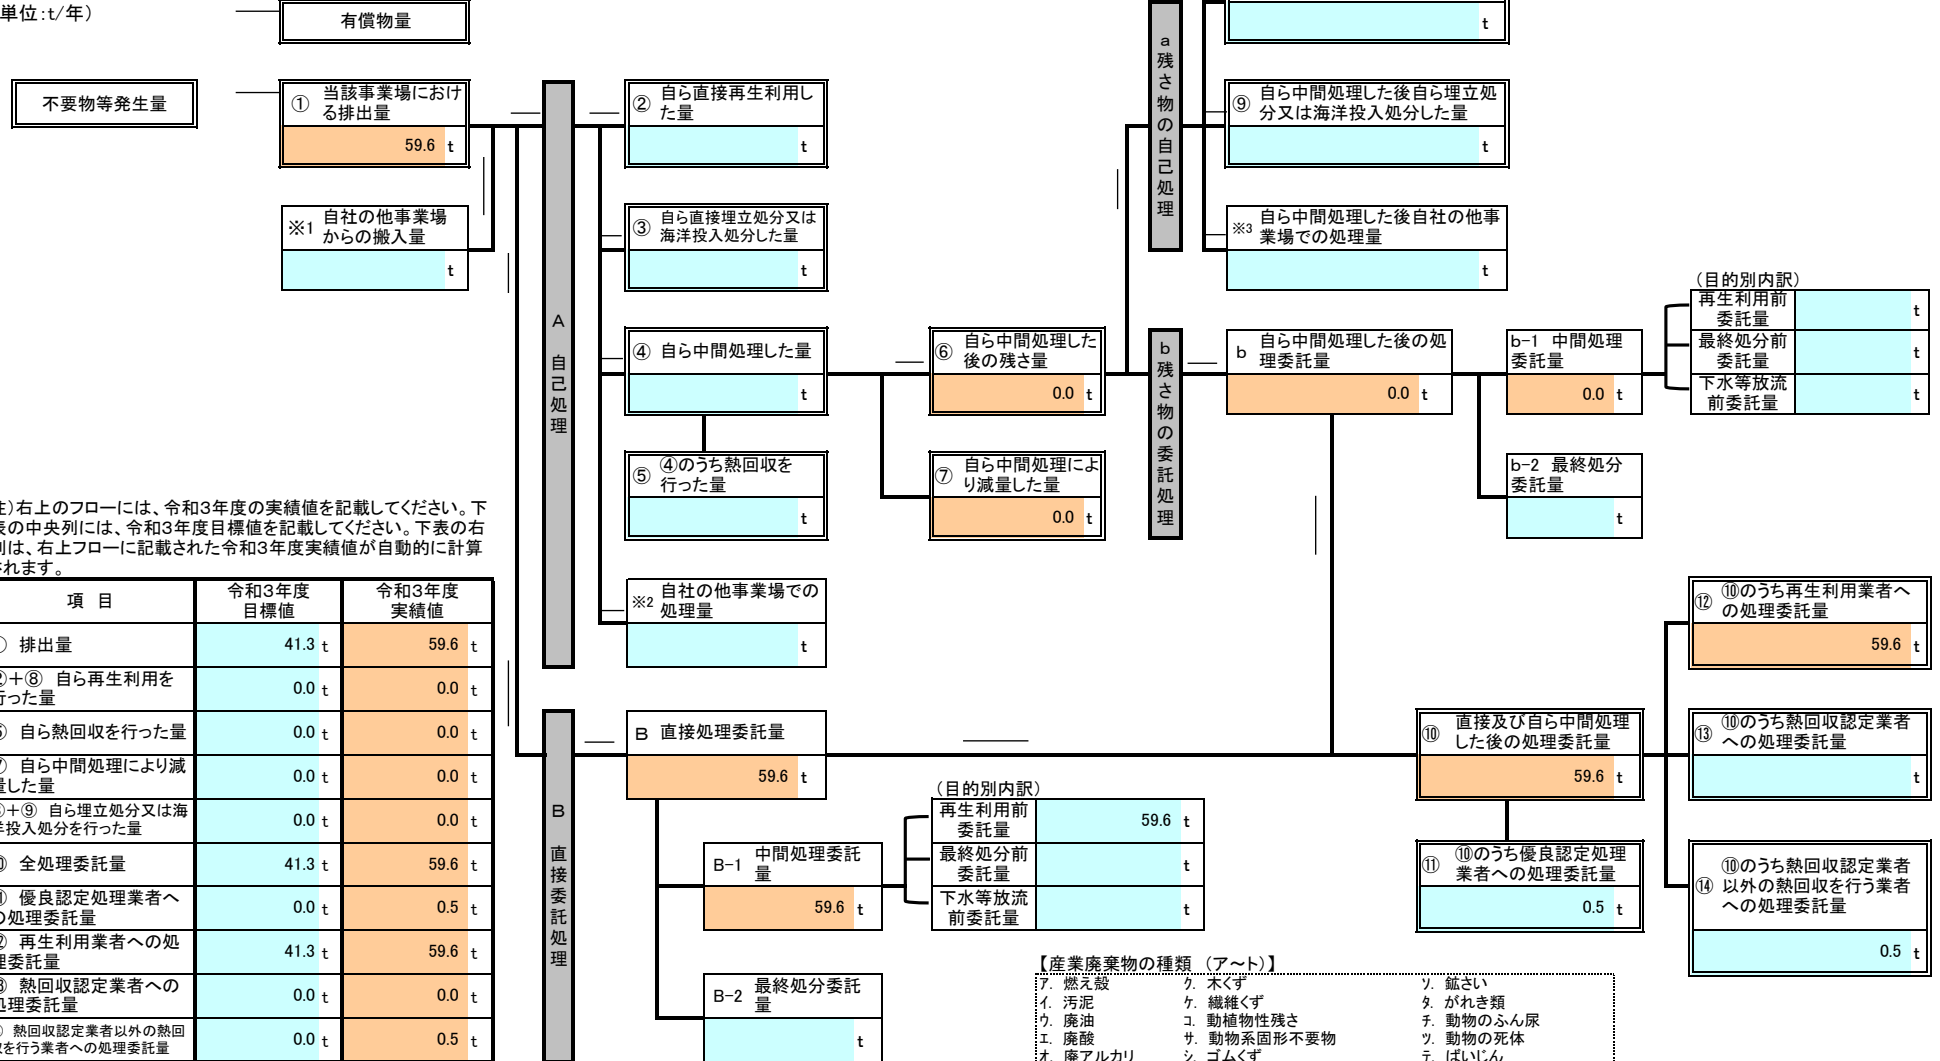 単位:t/年）
有償物量
t
不要物等発生量
① 当該事業場におけ
る排出量
59.6 t
※1 自社の他事業場
からの搬入量
t
A 自己処理
② 自ら直接再生利用し
た量
t
③ 自ら直接埋立処分又は
海洋投入処分した量
t
④ 自ら中間処理した量
t
⑤ ④のうち熱回収を
行った量
t
※2 自社の他事業場での
処理量
t
⑥ 自ら中間処理した
後の残さ量
0.0 t
⑦ 自ら中間処理によ
り減量した量
0.0 t
a 残さ物の自己処理
⑨ 自ら中間処理した後自ら埋立処
分又は海洋投入処分した量
t
※3 自ら中間処理した後自社の他事
業場での処理量
t
b 残さ物の委託処理
b 自ら中間処理した後の処
理委託量
0.0 t
b-1 中間処理
委託量
0.0 t
b-2 最終処分
委託量
t
（目的別内訳）
再生利用前
委託量
t
最終処分前
委託量
t
下水等放流
前委託量
t
)右上のフローには、令和3年度の実績値を記載してください。下
の中央列には、令和3年度目標値を記載してください。下表の右
は、右上フローに記載された令和3年度実績値が自動的に計算
れます。
項 目 令和3年度
目標値 令和3年度
実績値
排出量 41.3 t 59.6 t
＋⑧ 自ら再生利用を
った量 0.0 t 0.0 t
自ら熱回収を行った量 0.0 t 0.0 t
自ら中間処理により減
した量 0.0 t 0.0 t
＋⑨ 自ら埋立処分又は海
投入処分を行った量 0.0 t 0.0 t
全処理委託量 41.3 t 59.6 t
優良認定処理業者へ
処理委託量 0.0 t 0.5 t
再生利用業者への処
委託量 41.3 t 59.6 t
熱回収認定業者への
処理委託量 0.0 t 0.0 t
熱回収認定業者以外の熱回
を行う業者への処理委託量 0.0 t 0.5 t
B 直接委託処理
B 直接処理委託量
59.6 t
B-1 中間処理委託
量
59.6 t
B-2 最終処分委託
量
t
（目的別内訳）
再生利用前
委託量
59.6 t
最終処分前
委託量
t
下水等放流
前委託量
t
⑩ 直接及び自ら中間処理
した後の処理委託量
59.6 t
⑪ ⑩のうち優良認定処理
業者への処理委託量
0.5 t
⑫ ⑩のうち再生利用業者へ
の処理委託量
59.6 t
⑬ ⑩のうち熱回収認定業者
への処理委託量
t
⑭ ⑩のうち熱回収認定業者
以外の熱回収を行う業者
への処理委託量
0.5 t
【産業廃棄物の種類 （ア～ト）】
ア. 燃え殻 ク. 木くず ソ. 鉱さい
イ. 汚泥 ケ. 繊維くず タ. がれき類
ウ. 廃油 コ. 動植物性残さ チ. 動物のふん尿
エ. 廃酸 サ. 動物系固形不要物 ツ. 動物の死体
オ. 廃アルカリ シ. ゴムくず テ. ばいじん